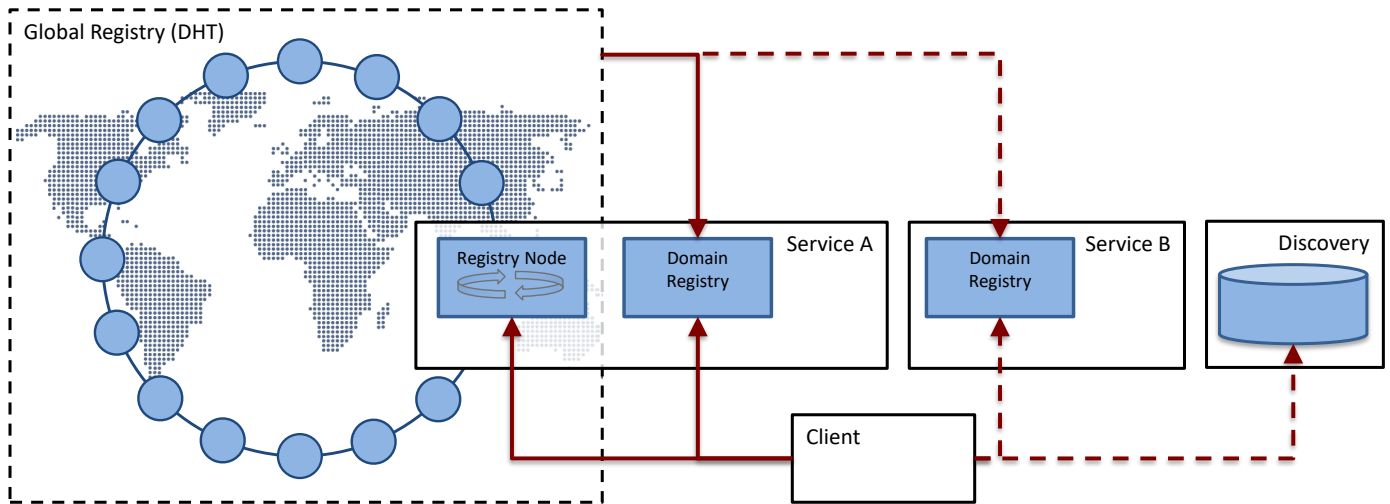 Global Registry (DHT)
Registry Node
Domain
Registry
Service A
Domain
Registry
Service B
Discovery
Client